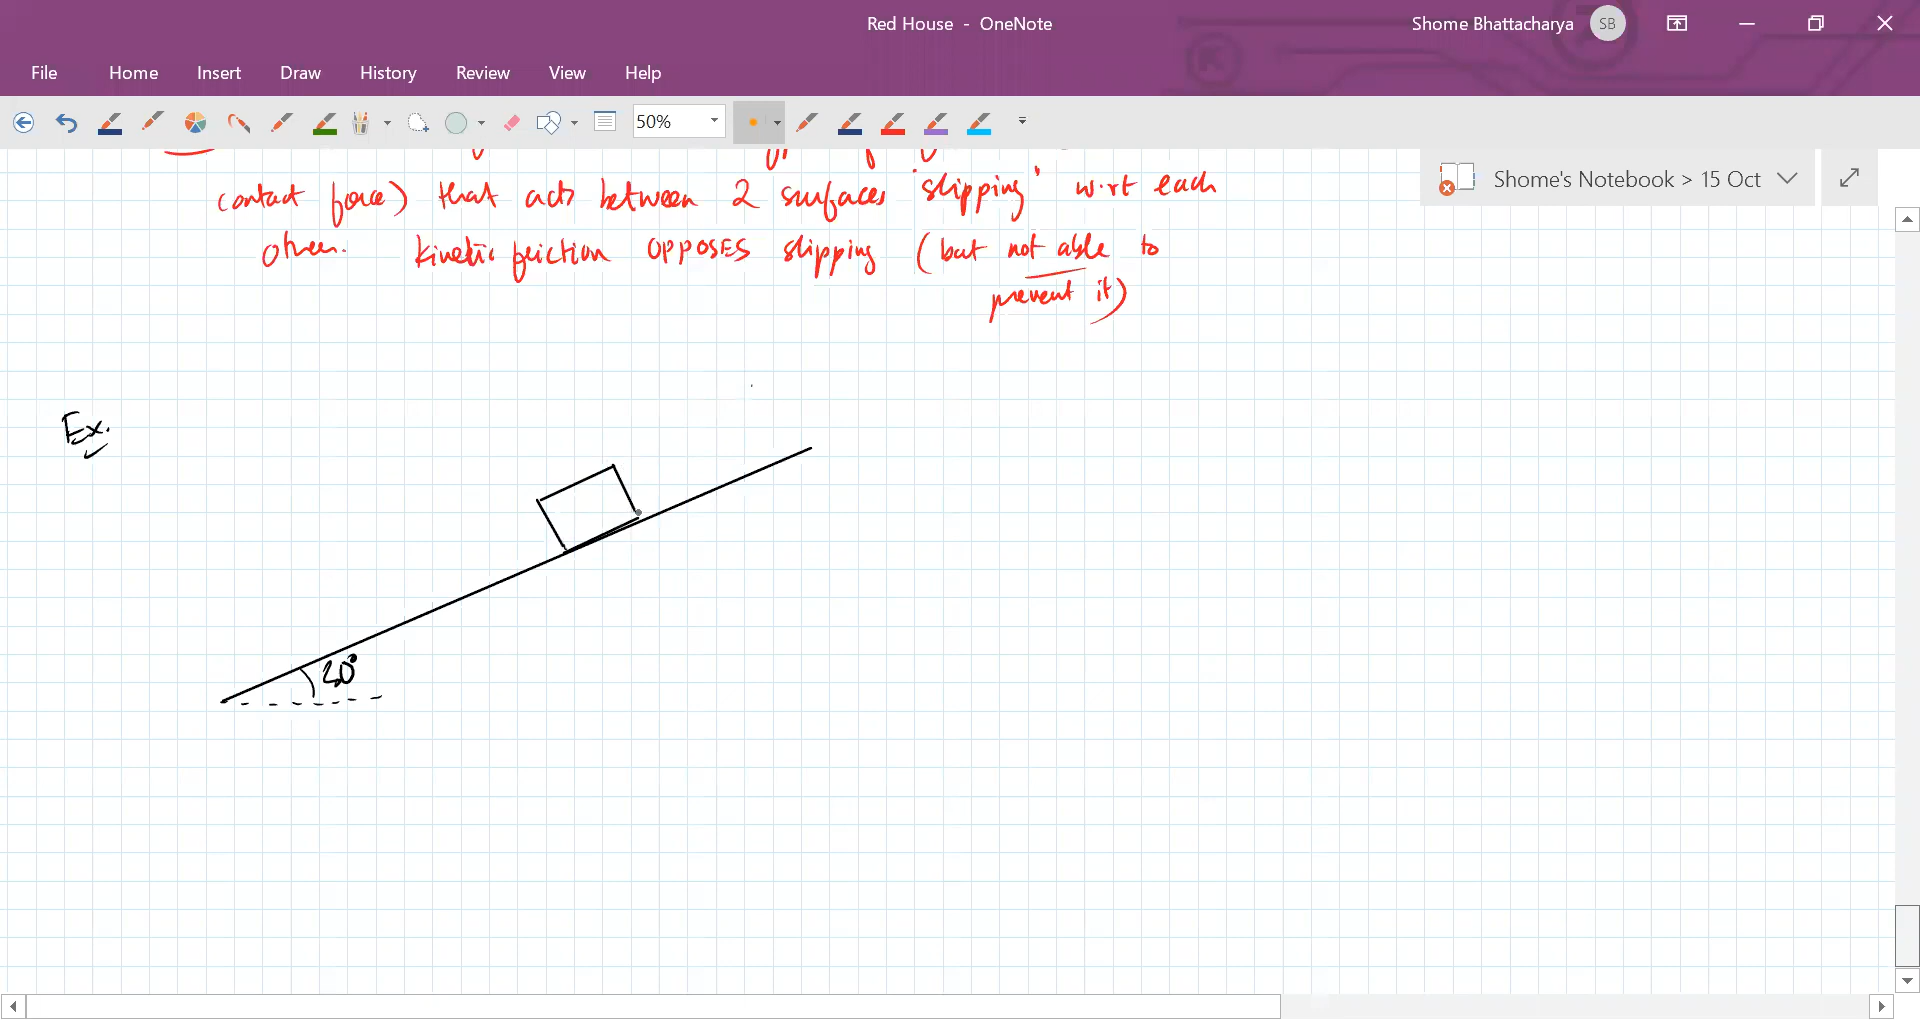 Red House - OneNote
Shome Bhattacharya SB
File Home Insert Draw History Review View Help
50%
Shome's Notebook > 15 Oct
contact force) that acts between 2 surfaces 'slipping' w.r.t each
other. Kinetic friction OPPOSES slipping (but not able to
prevent it)
Ex.